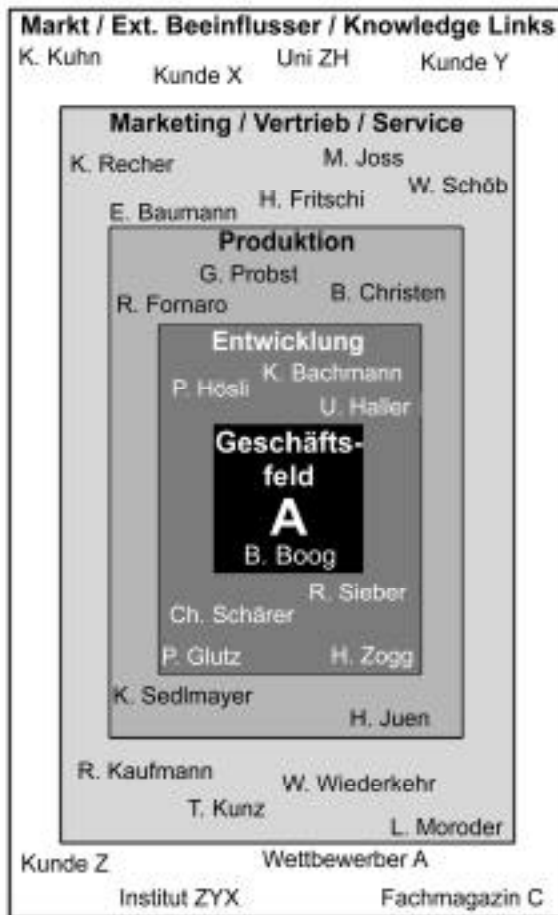 Markt / Ext. Beeinflusser / Knowledge Links
K. Kuhn
Kunde X
Uni ZH
Kunde Y
Marketing / Vertrieb / Service
K. Recher
M. Joss
W. Schöb
E. Baumann
H. Fritschi
Produktion
G. Probst
R. Fornaro
B. Christen
Entwicklung
K. Bachmann
P. Hösli
U. Haller
Geschäfts-
feld
A
B. Boog
R. Sieber
Ch. Schärer
P. Glutz
H. Zogg
K. Sedlmayer
H. Juen
R. Kaufmann
W. Wiederkehr
T. Kunz
L. Moroder
Kunde Z
Wettbewerber A
Institut ZYX
Fachmagazin C